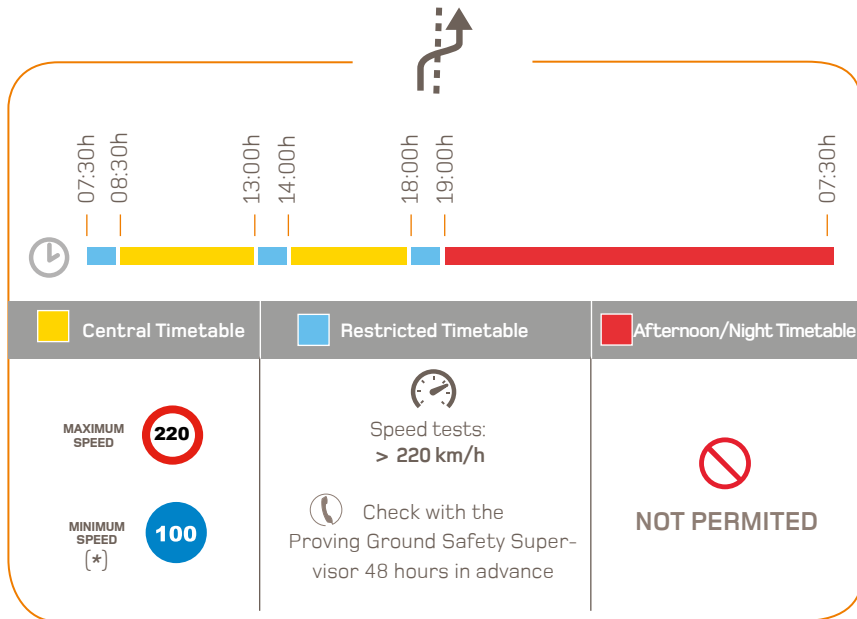 07:30h
08:30h
13:00h
14:00h
18:00h
19:00h
07:30h
Central Timetable
Restricted Timetable
Afternoon/Night Timetable
MAXIMUM
SPEED
220
MINIMUM
SPEED
(*)
100
Speed tests:
> 220 km/h
Check with the
Proving Ground Safety Super-
visor 48 hours in advance
NOT PERMITED